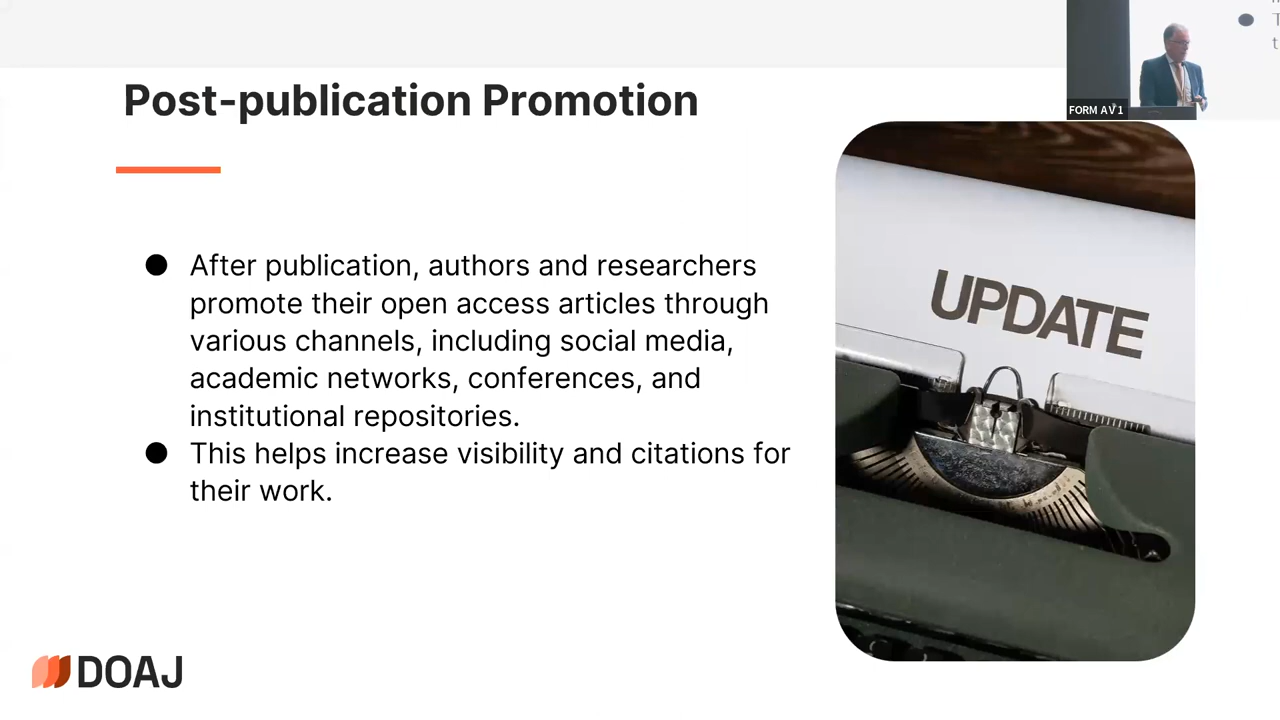 Post-publication Promotion
FORM AV 1
● After publication, authors and researchers
promote their open access articles through
various channels, including social media,
academic networks, conferences, and
institutional repositories.
● This helps increase visibility and citations for
their work.
UPDATE
DOAJ